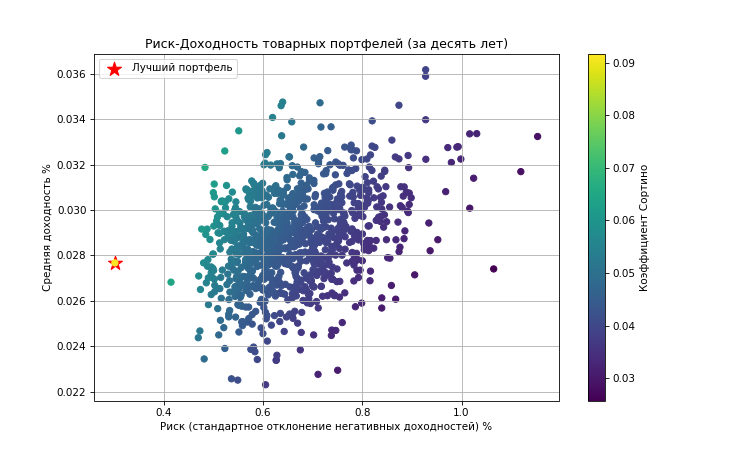 Риск-Доходность товарных портфелей (за десять лет)
Лучший портфель
Средняя доходность %
0.036
0.034
0.032
0.030
0.028
0.026
0.024
0.022
0.4 0.6 0.8 1.0
Риск (стандартное отклонение негативных доходностей) %
0.09
0.08
0.07
0.06
0.05
0.04
0.03
Коэффициент Сортино